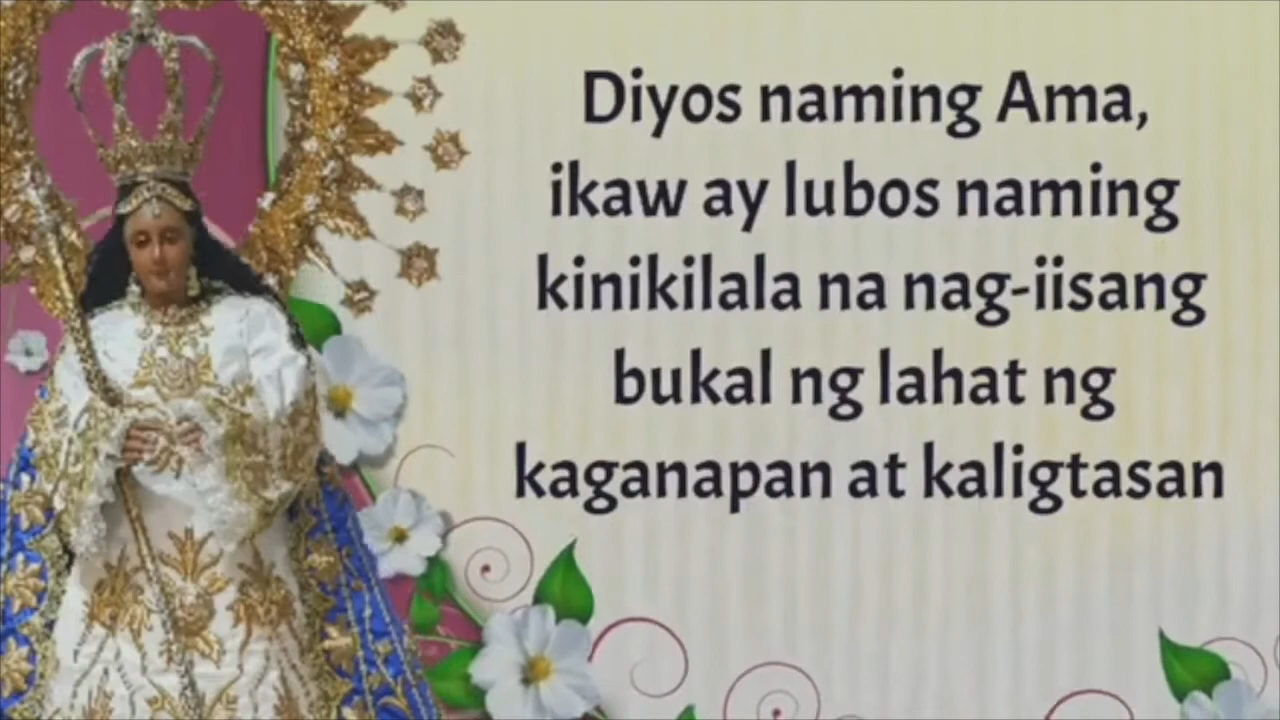 Diyos naming Ama,
ikaw ay lubos naming
kinikilala na nag-iisang
bukal ng lahat ng
kaganapan at kaligtasan